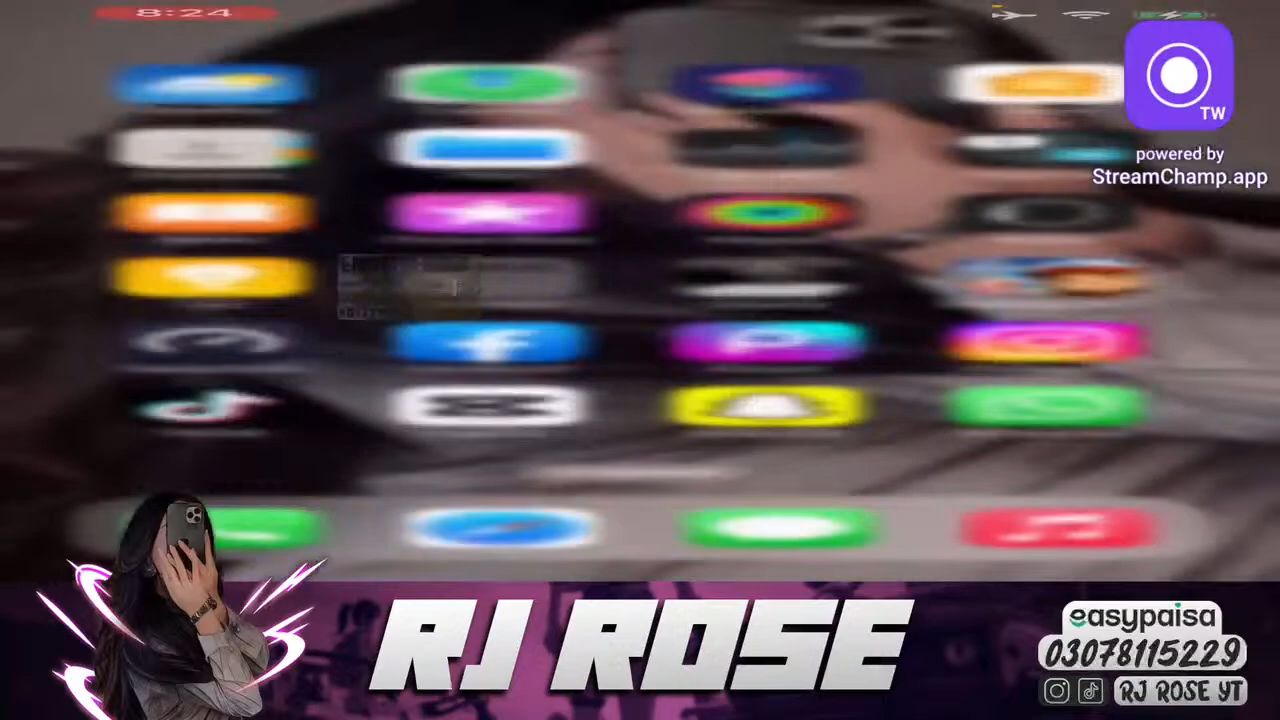 8:24
TW
powered by
StreamChamp.app
RJ ROSE
easypaisa
03078115229
RJ ROSE YT